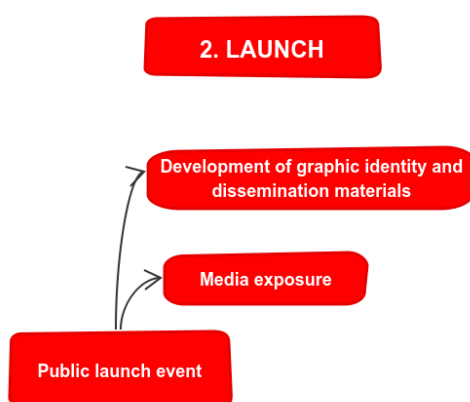 2. LAUNCH
Development of graphic identity and
dissemination materials
Media exposure
Public launch event